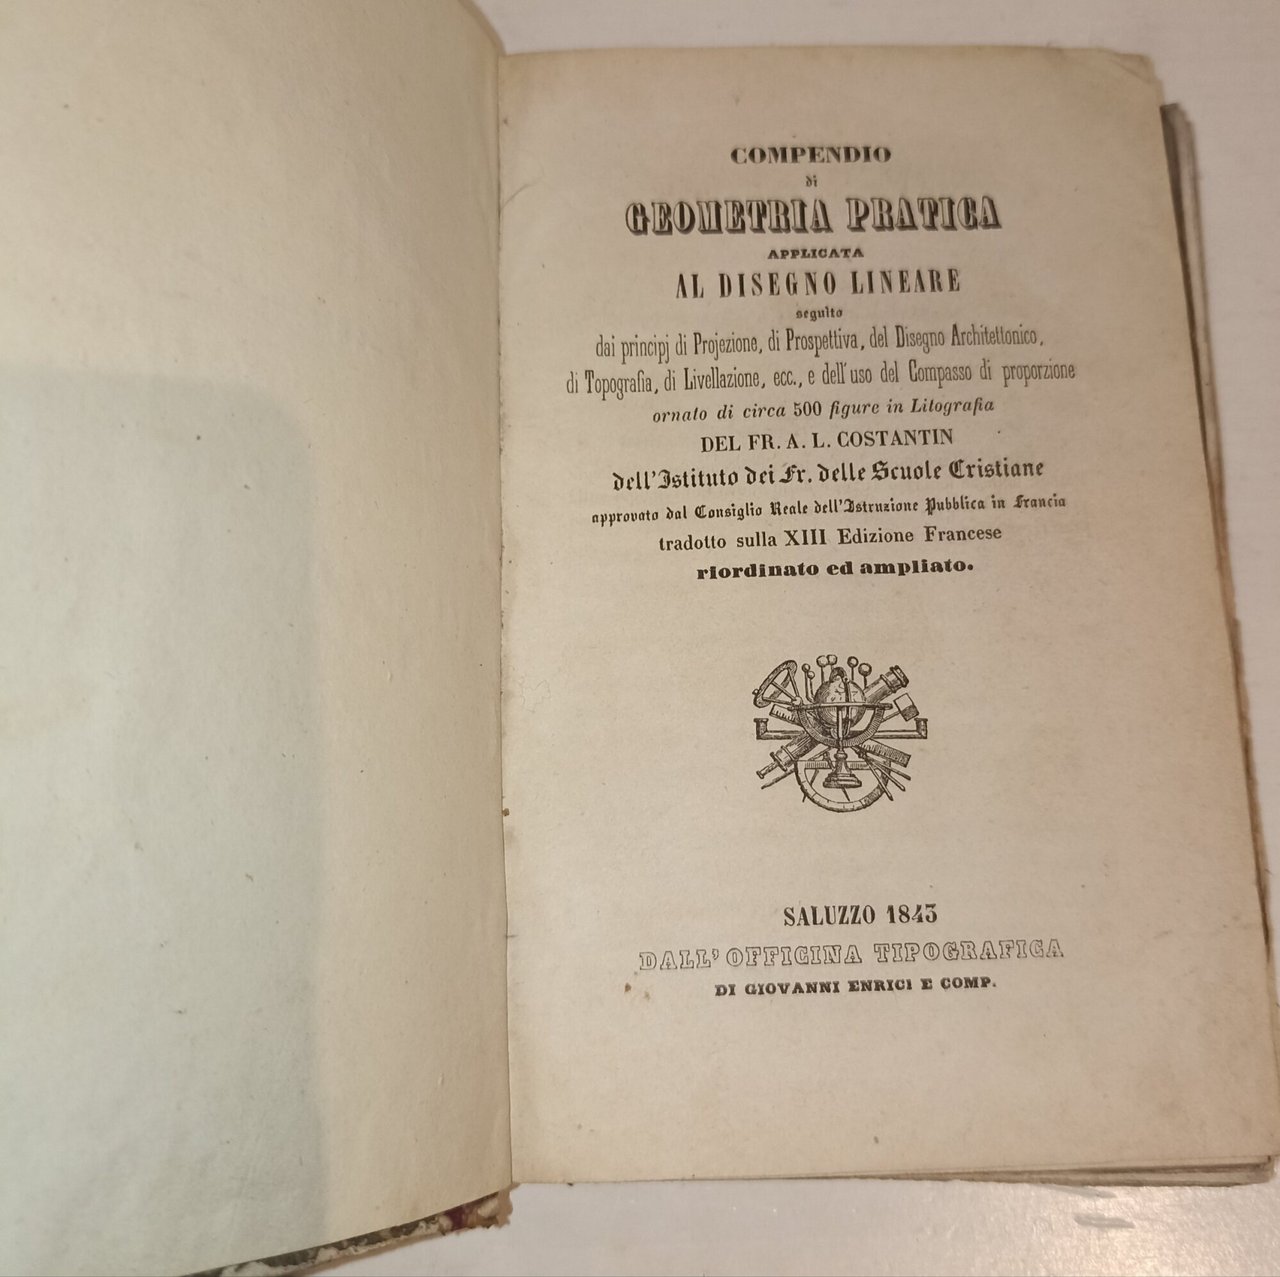 COMPENDIO
di
GEOMETRIA PRATICA
APPLICATA
AL DISEGNO LINEARE
seguito
dai principj di Projezione, di Prospettiva, del Disegno Architettonico,
di Topografia, di Livellazione, ecc., e dell'uso del Compasso di proporzione
ornato di circa 500 figure in Litografia
DEL FR. A. L. COSTANTIN
dell'Istituto dei Fr. delle Scuole Cristiane
approvato dal Consiglio Reale dell'Istruzione Pubblica in Francia
tradotto sulla XIII Edizione Francese
riordinato ed ampliato.
SALUZZO 1843
DALL'OFFICINA TIPOGRAFICA
DI GIOVANNI ENRICI E COMP.